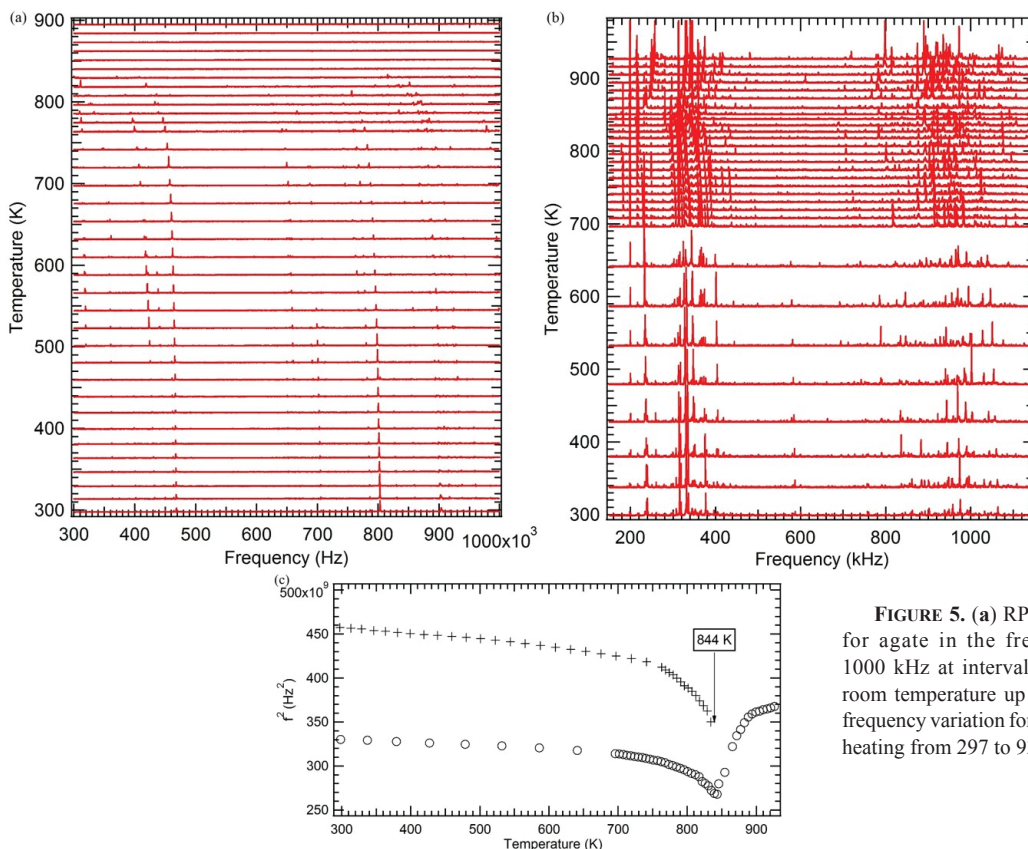 (a)
900
800
700
600
500
400
300
Temperature (K)
300
400
500
600
700
800
900
1000x10³
Frequency (Hz)
(b)
900
800
700
600
500
400
300
Temperature (K)
200
400
600
800
1000
Frequency (kHz)
(c)
500x10⁹
450
400
350
300
250
f² (Hz²)
844 K
300
400
500
600
700
800
900
Temperature (K)
FIGURE 5. (a) RP
for agate in the fre
1000 kHz at interval
room temperature up
frequency variation for
heating from 297 to 9